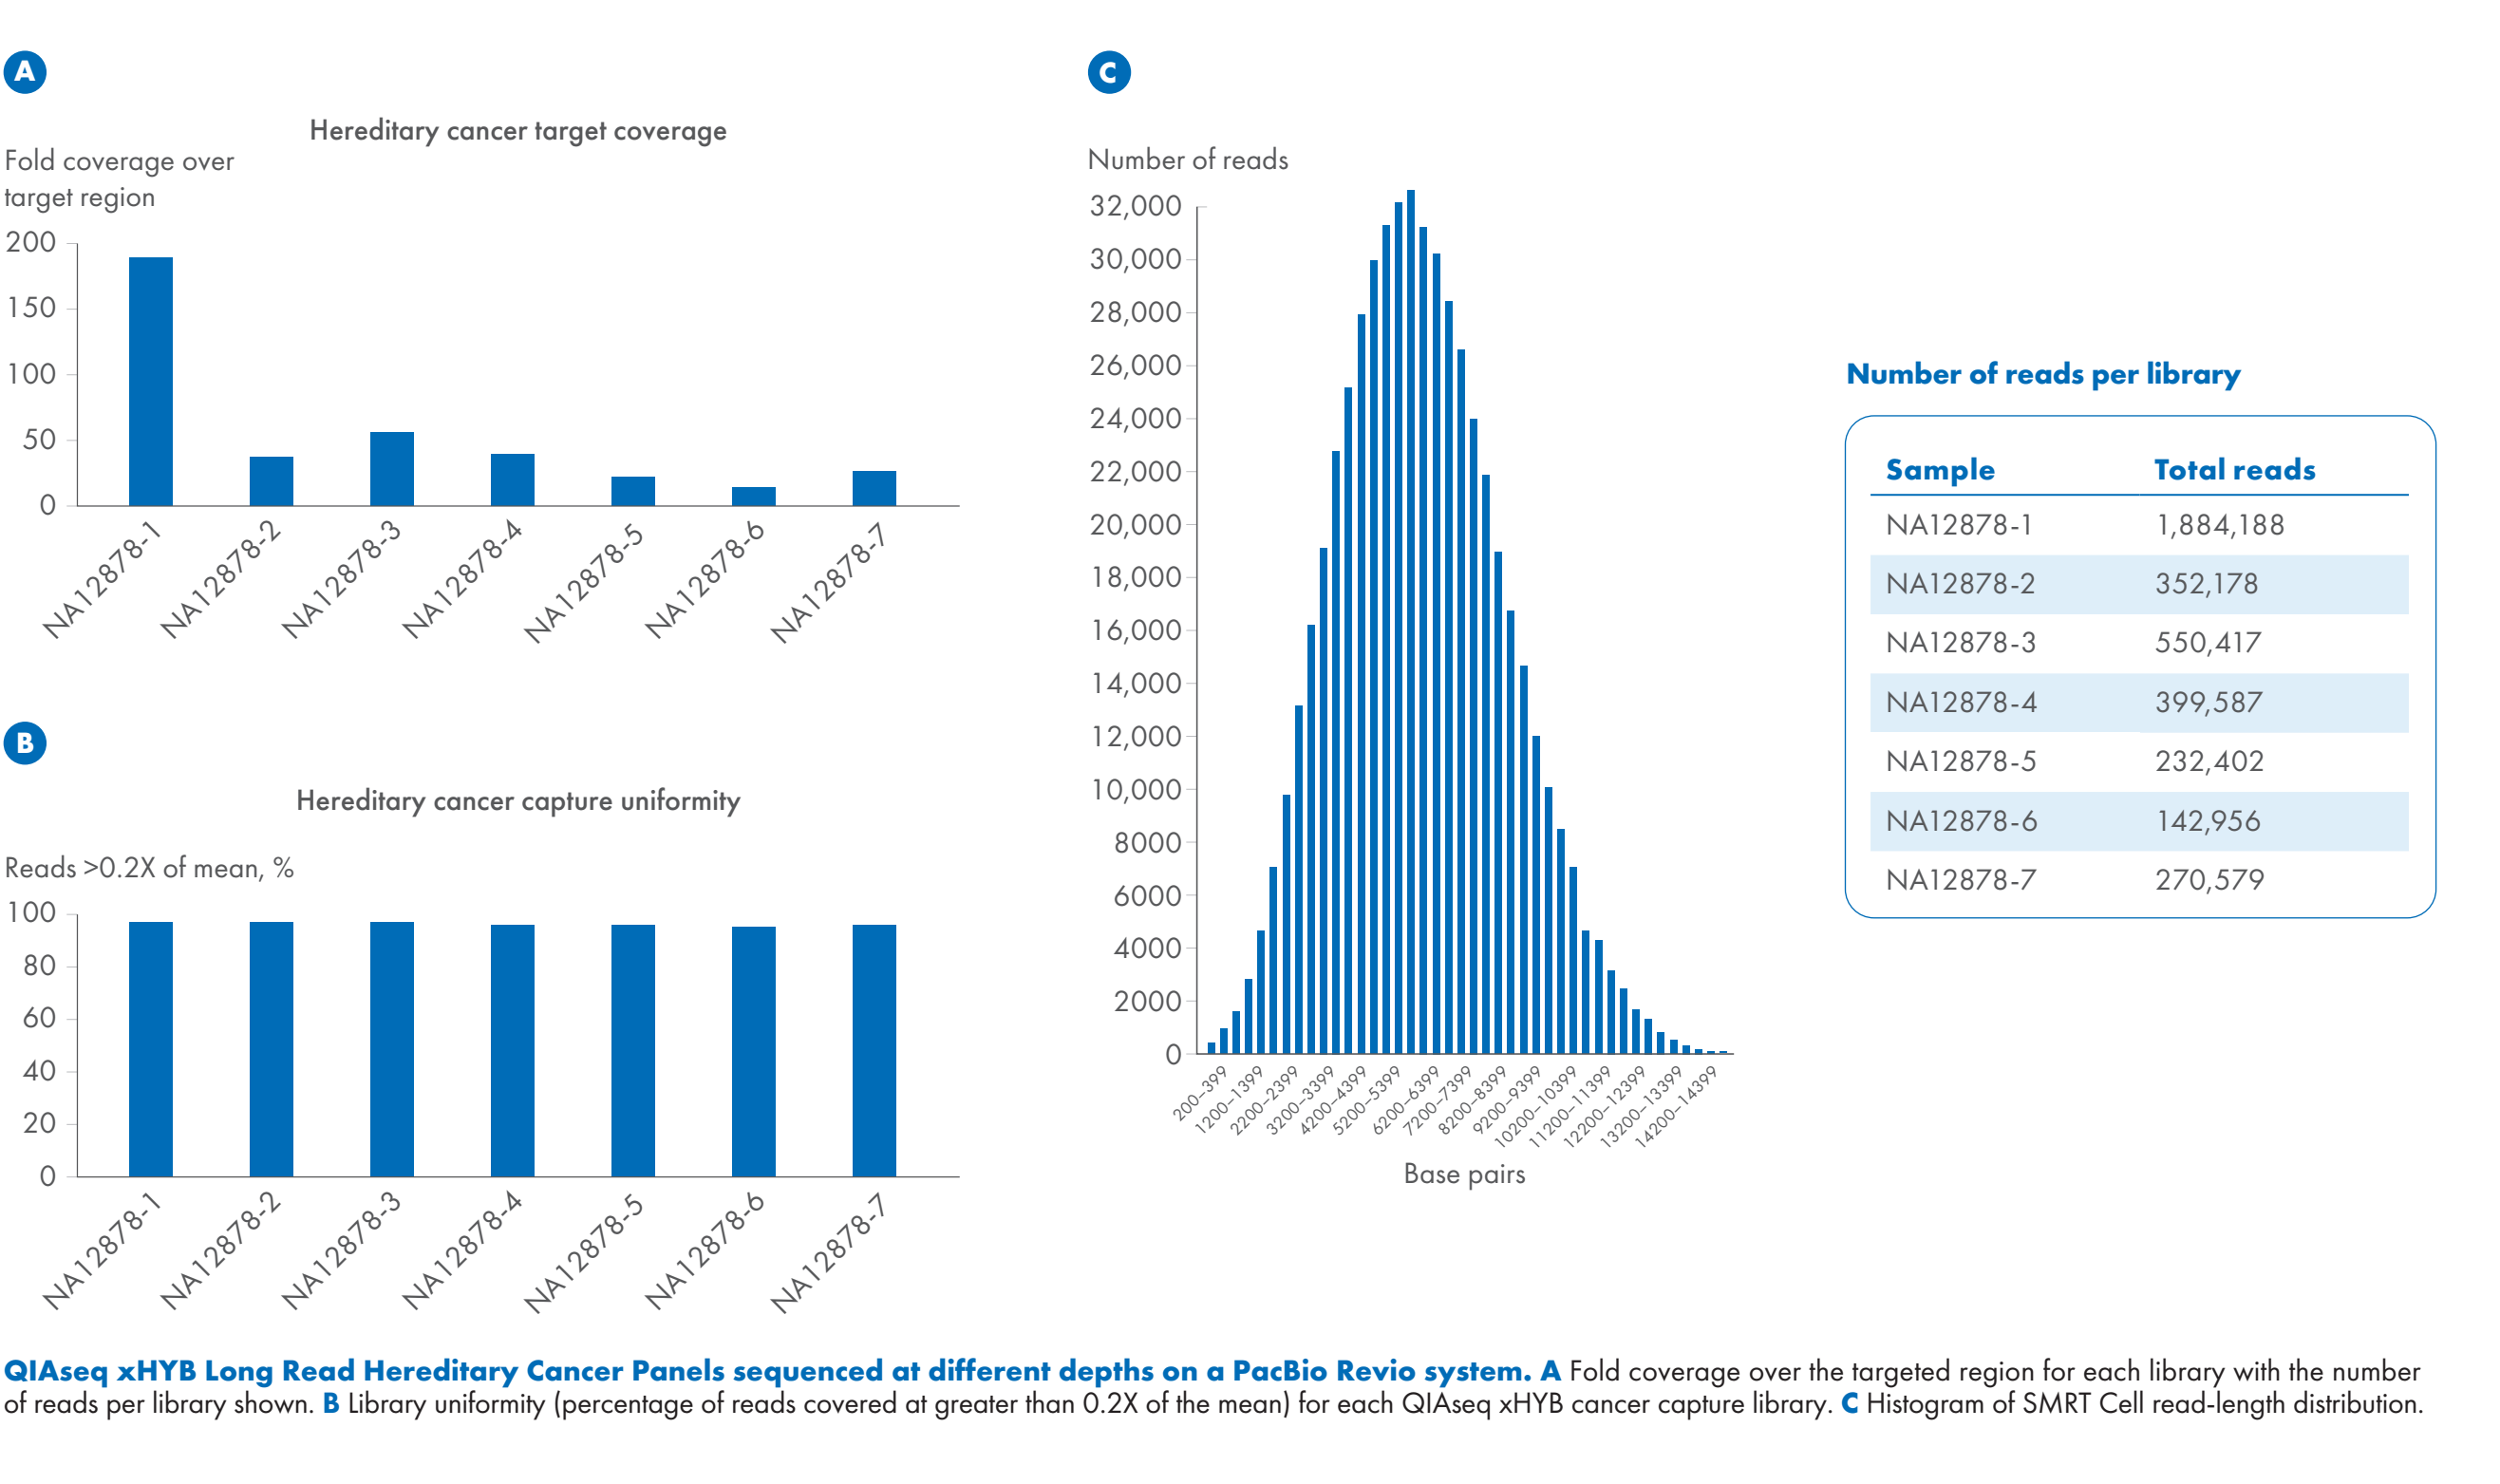 A
Hereditary cancer target coverage
Fold coverage over
target region
200
150
100
50
0
NA12878-1
NA12878-2
NA12878-3
NA12878-4
NA12878-5
NA12878-6
NA12878-7
B
Hereditary cancer capture uniformity
Reads >0.2X of mean, %
100
80
60
40
20
0
NA12878-1
NA12878-2
NA12878-3
NA12878-4
NA12878-5
NA12878-6
NA12878-7
C
Number of reads
32,000
30,000
28,000
26,000
24,000
22,000
20,000
18,000
16,000
14,000
12,000
10,000
8000
6000
4000
2000
0
200–399
1200–1399
2200–2399
3200–3399
4200–4399
5200–5399
6200–6399
7200–7399
8200–8399
9200–9399
10200–10399
11200–11399
12200–12399
13200–13399
14200–14399
Base pairs
Number of reads per library
Sample Total reads
NA12878-1 1,884,188
NA12878-2 352,178
NA12878-3 550,417
NA12878-4 399,587
NA12878-5 232,402
NA12878-6 142,956
NA12878-7 270,579
QIAseq xHYB Long Read Hereditary Cancer Panels sequenced at different depths on a PacBio Revio system. A Fold coverage over the targeted region for each library with the number
of reads per library shown. B Library uniformity (percentage of reads covered at greater than 0.2X of the mean) for each QIAseq xHYB cancer capture library. C Histogram of SMRT Cell read-length distribution.